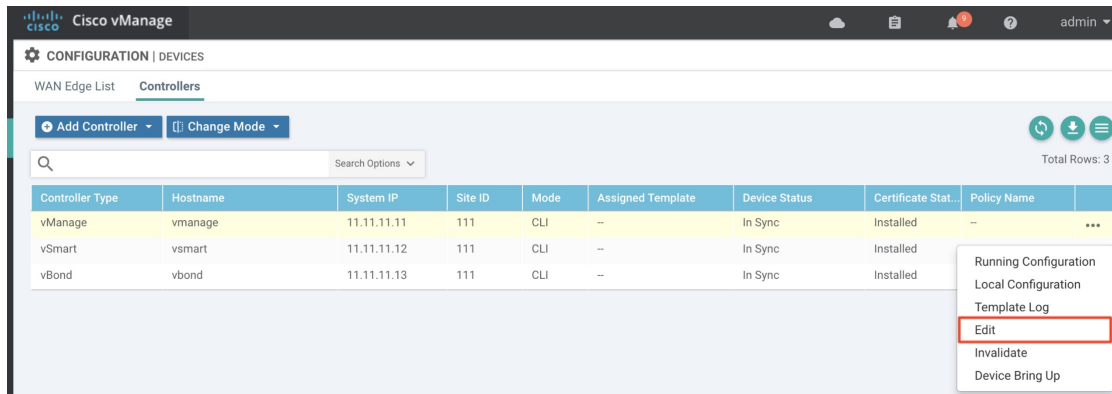 cisco Cisco vManage 9 admin
CONFIGURATION | DEVICES
WAN Edge List Controllers
Add Controller Change Mode
Search Options Total Rows: 3
Controller Type Hostname System IP Site ID Mode Assigned Template Device Status Certificate Stat... Policy Name
vManage vmanage 11.11.11.11 111 CLI -- In Sync Installed -- •••
vSmart vsmart 11.11.11.12 111 CLI -- In Sync Installed
vBond vbond 11.11.11.13 111 CLI -- In Sync Installed
Running Configuration
Local Configuration
Template Log
Edit
Invalidate
Device Bring Up